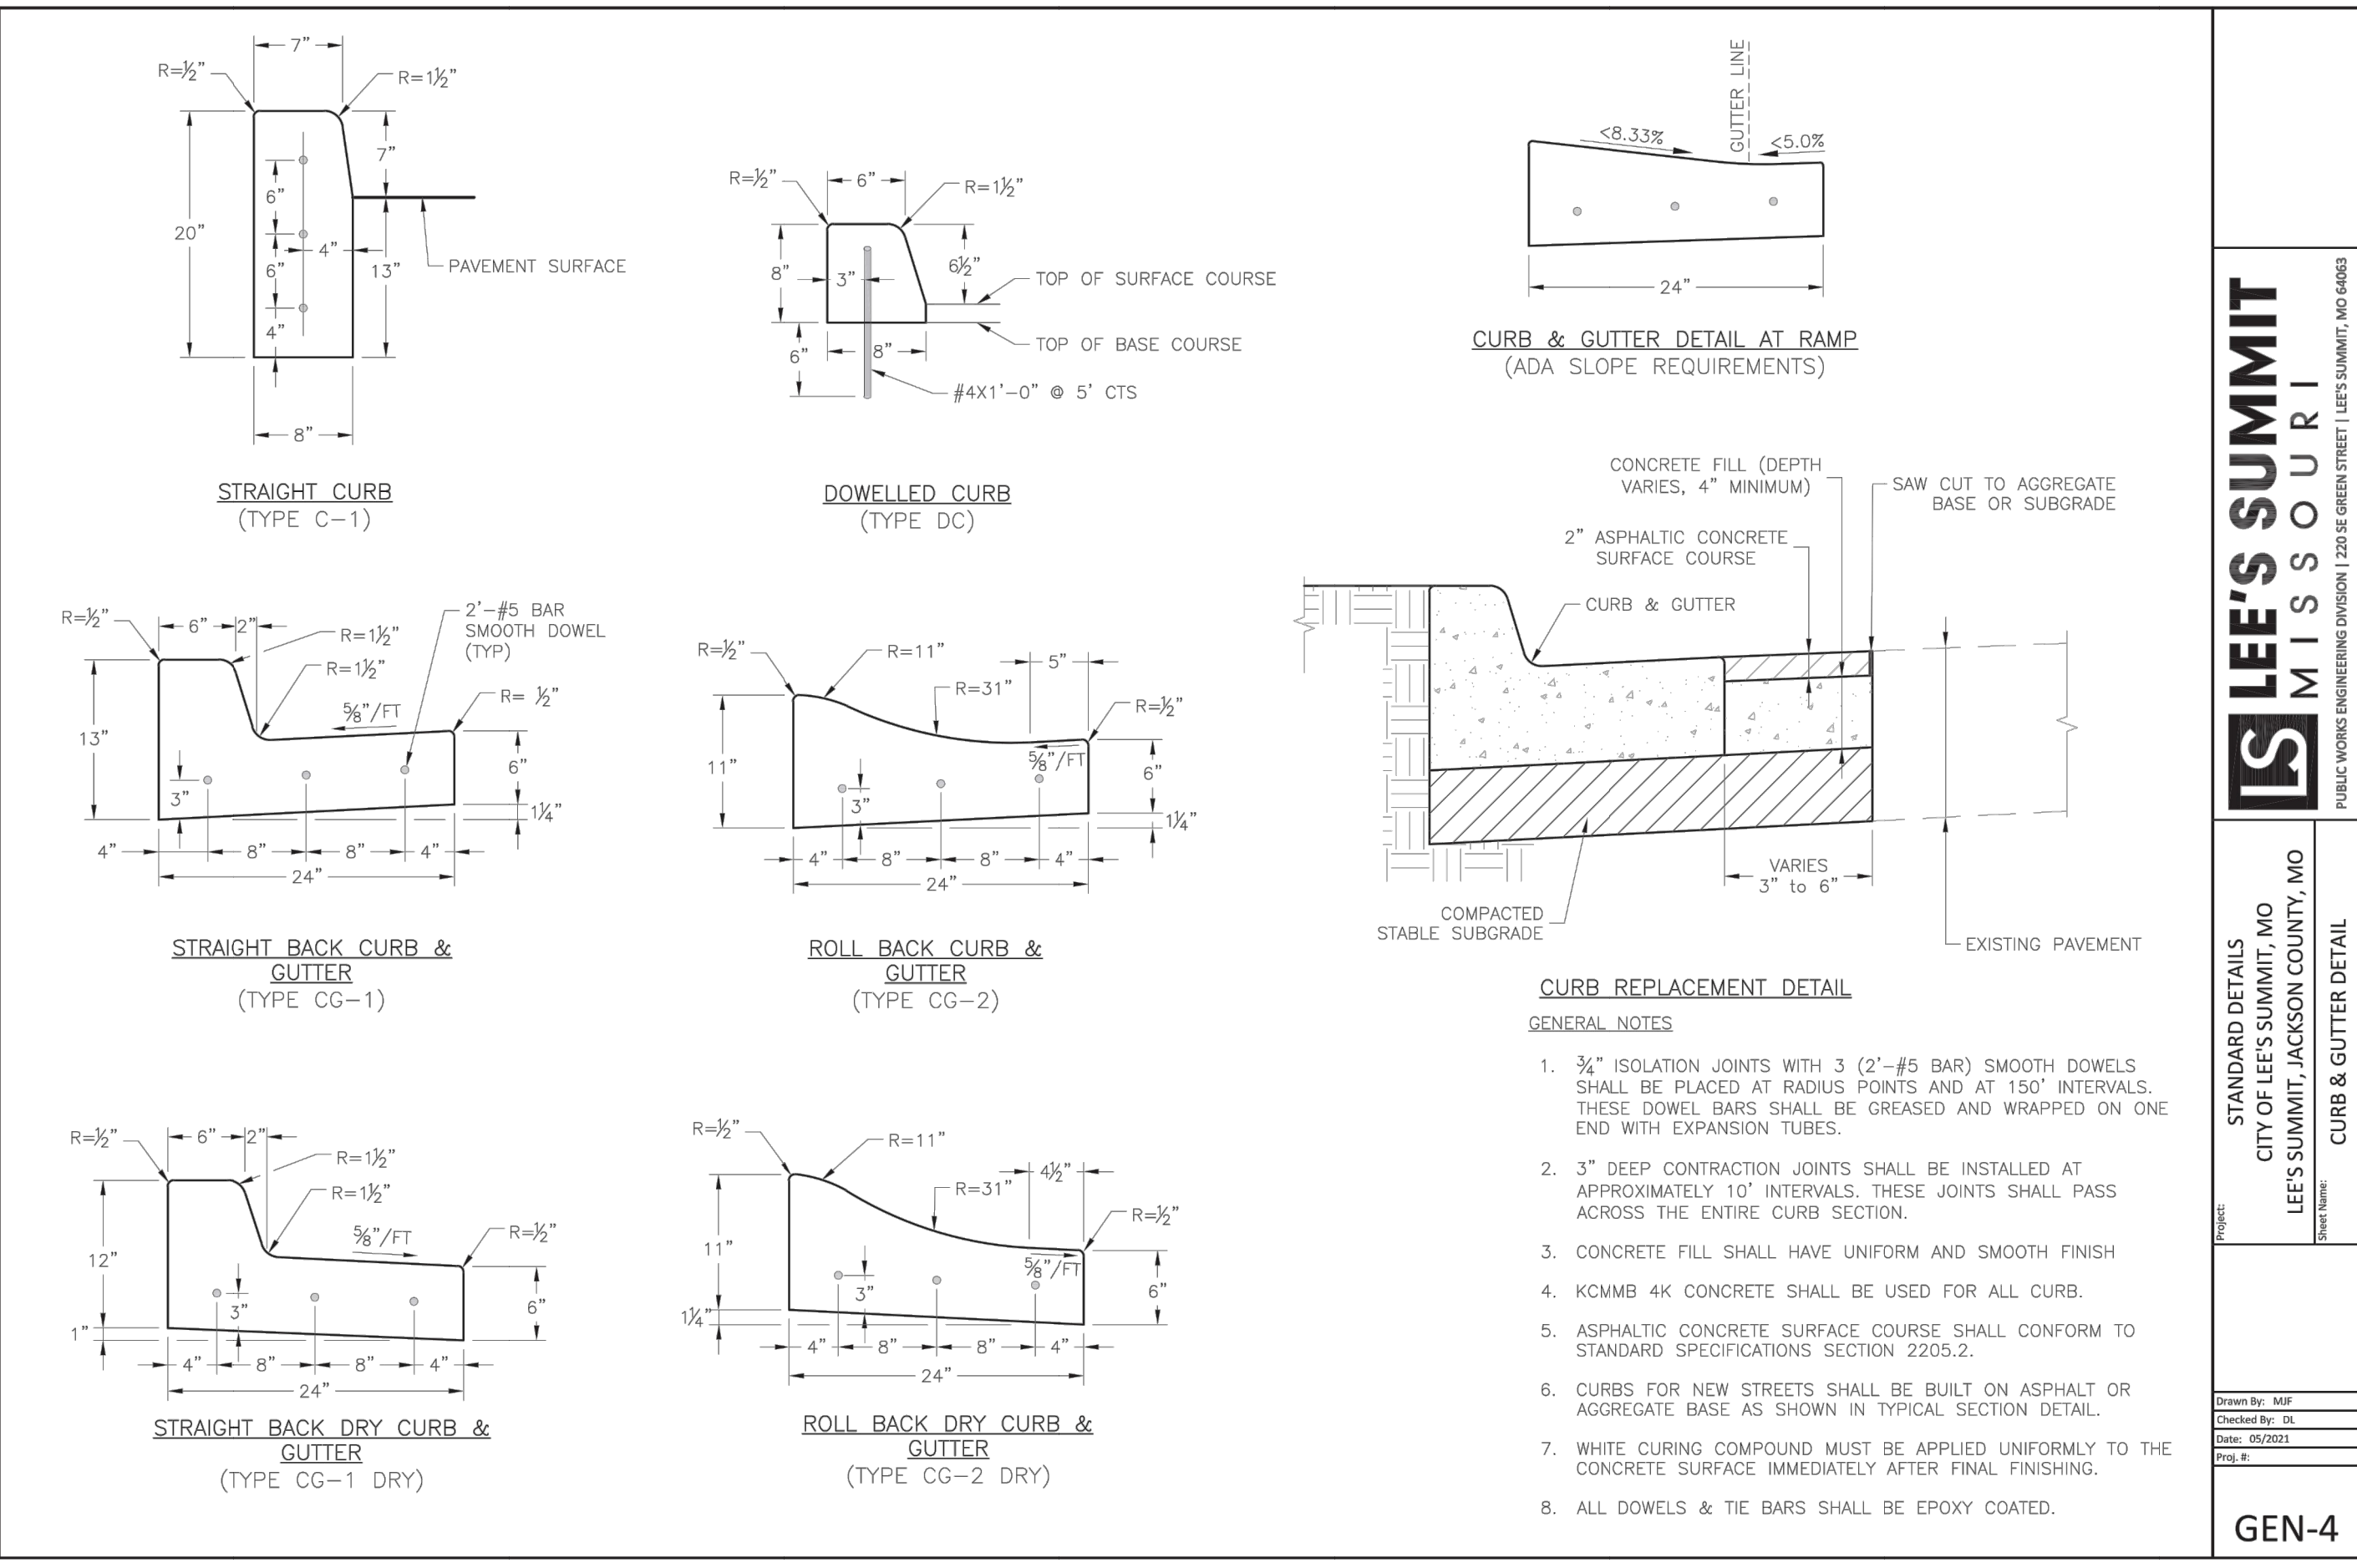 7"
R=½"
R=1½"
7"
6"
20"
4"
6"
13"
PAVEMENT SURFACE
4"
8"
STRAIGHT CURB
(TYPE C-1)
R=½"
6"
R=1½"
8"
3"
6½"
TOP OF SURFACE COURSE
TOP OF BASE COURSE
6"
8"
#4X1'-0" @ 5' CTS
DOWELLED CURB
(TYPE DC)
GUTTER LINE
<8.33%
<5.0%
24"
CURB & GUTTER DETAIL AT RAMP
(ADA SLOPE REQUIREMENTS)
R=½"
6"
2"
R=1½"
R=1½"
2'-#5 BAR
SMOOTH DOWEL
(TYP)
R= ½"
⅝"/FT
13"
6"
3"
1¼"
4"
8"
8"
4"
24"
STRAIGHT BACK CURB &
GUTTER
(TYPE CG-1)
R=½"
R=11"
5"
R=31"
R=½"
⅝"/FT
11"
6"
3"
1¼"
4"
8"
8"
4"
24"
ROLL BACK CURB &
GUTTER
(TYPE CG-2)
CONCRETE FILL (DEPTH
VARIES, 4" MINIMUM)
SAW CUT TO AGGREGATE
BASE OR SUBGRADE
2" ASPHALTIC CONCRETE
SURFACE COURSE
CURB & GUTTER
VARIES
3" to 6"
COMPACTED
STABLE SUBGRADE
EXISTING PAVEMENT
CURB REPLACEMENT DETAIL
R=½"
6"
2"
R=1½"
R=1½"
⅝"/FT
R=½"
12"
3"
6"
1"
4"
8"
8"
4"
24"
STRAIGHT BACK DRY CURB &
GUTTER
(TYPE CG-1 DRY)
R=½"
R=11"
4½"
R=31"
R=½"
11"
⅝"/FT
3"
6"
1¼"
4"
8"
8"
4"
24"
ROLL BACK DRY CURB &
GUTTER
(TYPE CG-2 DRY)
GENERAL NOTES
1. ¾" ISOLATION JOINTS WITH 3 (2'-#5 BAR) SMOOTH DOWELS
SHALL BE PLACED AT RADIUS POINTS AND AT 150' INTERVALS.
THESE DOWEL BARS SHALL BE GREASED AND WRAPPED ON ONE
END WITH EXPANSION TUBES.
2. 3" DEEP CONTRACTION JOINTS SHALL BE INSTALLED AT
APPROXIMATELY 10' INTERVALS. THESE JOINTS SHALL PASS
ACROSS THE ENTIRE CURB SECTION.
3. CONCRETE FILL SHALL HAVE UNIFORM AND SMOOTH FINISH
4. KCMMB 4K CONCRETE SHALL BE USED FOR ALL CURB.
5. ASPHALTIC CONCRETE SURFACE COURSE SHALL CONFORM TO
STANDARD SPECIFICATIONS SECTION 2205.2.
6. CURBS FOR NEW STREETS SHALL BE BUILT ON ASPHALT OR
AGGREGATE BASE AS SHOWN IN TYPICAL SECTION DETAIL.
7. WHITE CURING COMPOUND MUST BE APPLIED UNIFORMLY TO THE
CONCRETE SURFACE IMMEDIATELY AFTER FINAL FINISHING.
8. ALL DOWELS & TIE BARS SHALL BE EPOXY COATED.
LS LEE'S SUMMIT
MISSOURI
PUBLIC WORKS ENGINEERING DIVISION | 220 SE GREEN STREET | LEE'S SUMMIT, MO 64063
Project:
STANDARD DETAILS
CITY OF LEE'S SUMMIT, MO
LEE'S SUMMIT, JACKSON COUNTY, MO
Sheet Name:
CURB & GUTTER DETAIL
Drawn By: MJF
Checked By: DL
Date: 05/2021
Proj. #:
GEN-4